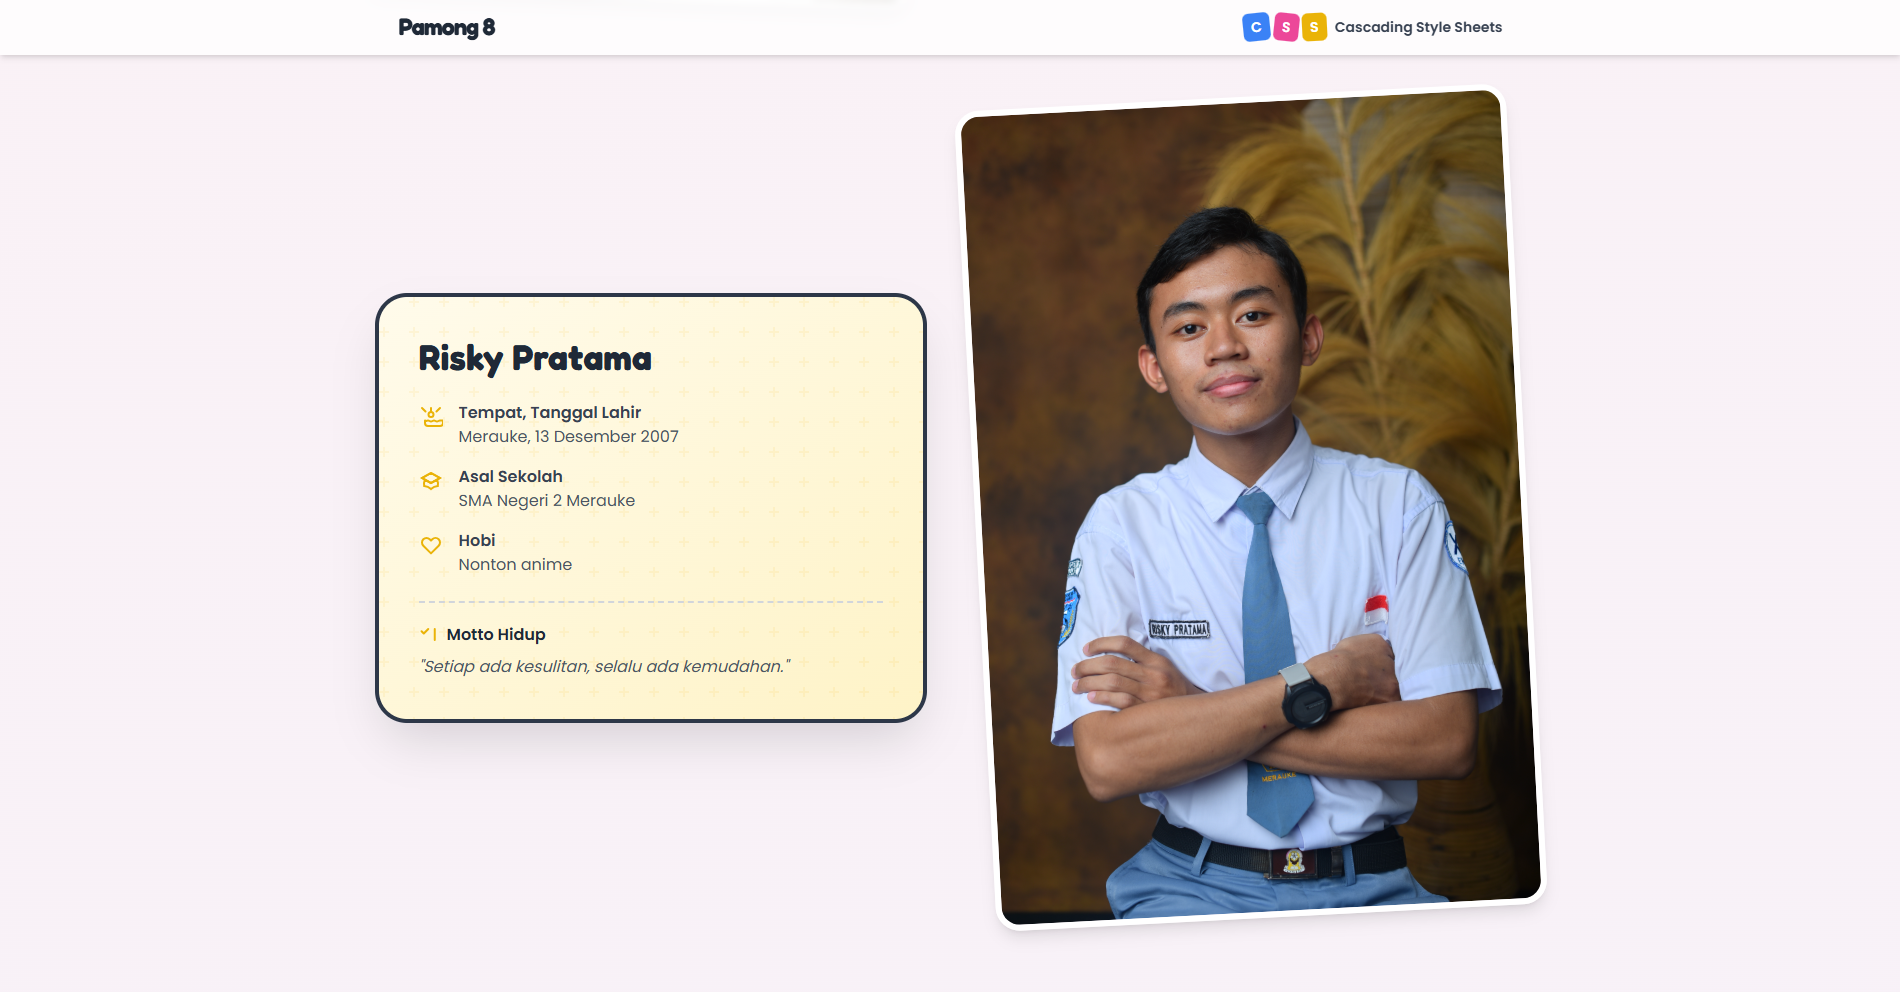 Pamong 8
C S S Cascading Style Sheets
Risky Pratama
Tempat, Tanggal Lahir
Merauke, 13 Desember 2007
Asal Sekolah
SMA Negeri 2 Merauke
Hobi
Nonton anime
Motto Hidup
"Setiap ada kesulitan, selalu ada kemudahan."
RISKY PRATAMA
MERAUKE